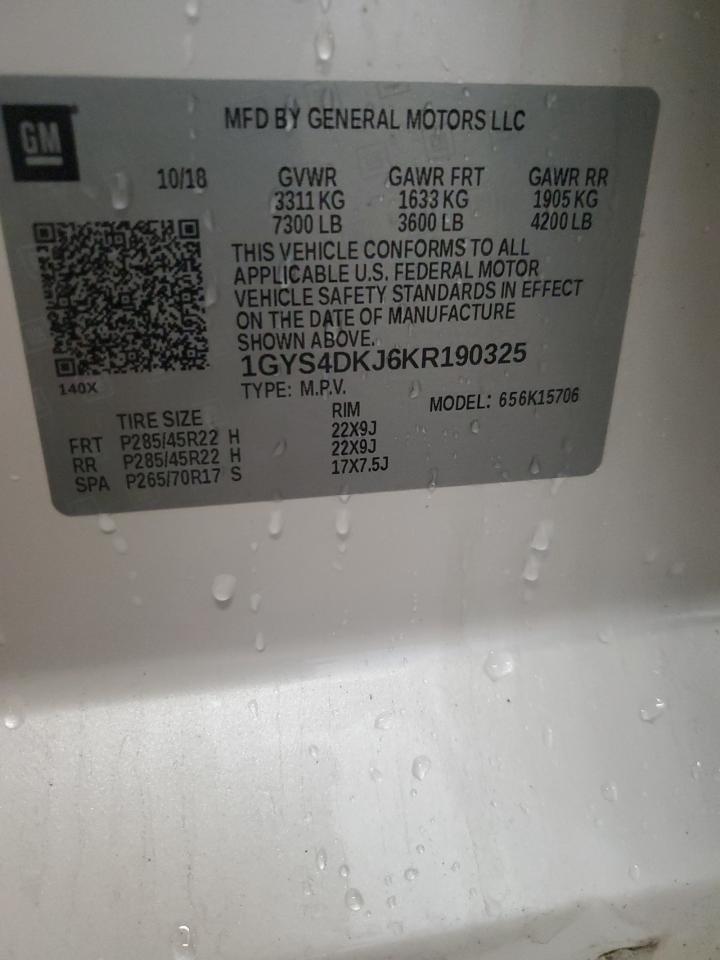 GM
MFD BY GENERAL MOTORS LLC
10/18 GVWR GAWR FRT GAWR RR
3311 KG 1633 KG 1905 KG
7300 LB 3600 LB 4200 LB
THIS VEHICLE CONFORMS TO ALL
APPLICABLE U.S. FEDERAL MOTOR
VEHICLE SAFETY STANDARDS IN EFFECT
ON THE DATE OF MANUFACTURE
SHOWN ABOVE.
1GYS4DKJ6KR190325
140X
TYPE: M.P.V.
MODEL: 656K15706
TIRE SIZE RIM
FRT P285/45R22 H 22X9J
RR P285/45R22 H 22X9J
SPA P265/70R17 S 17X7.5J